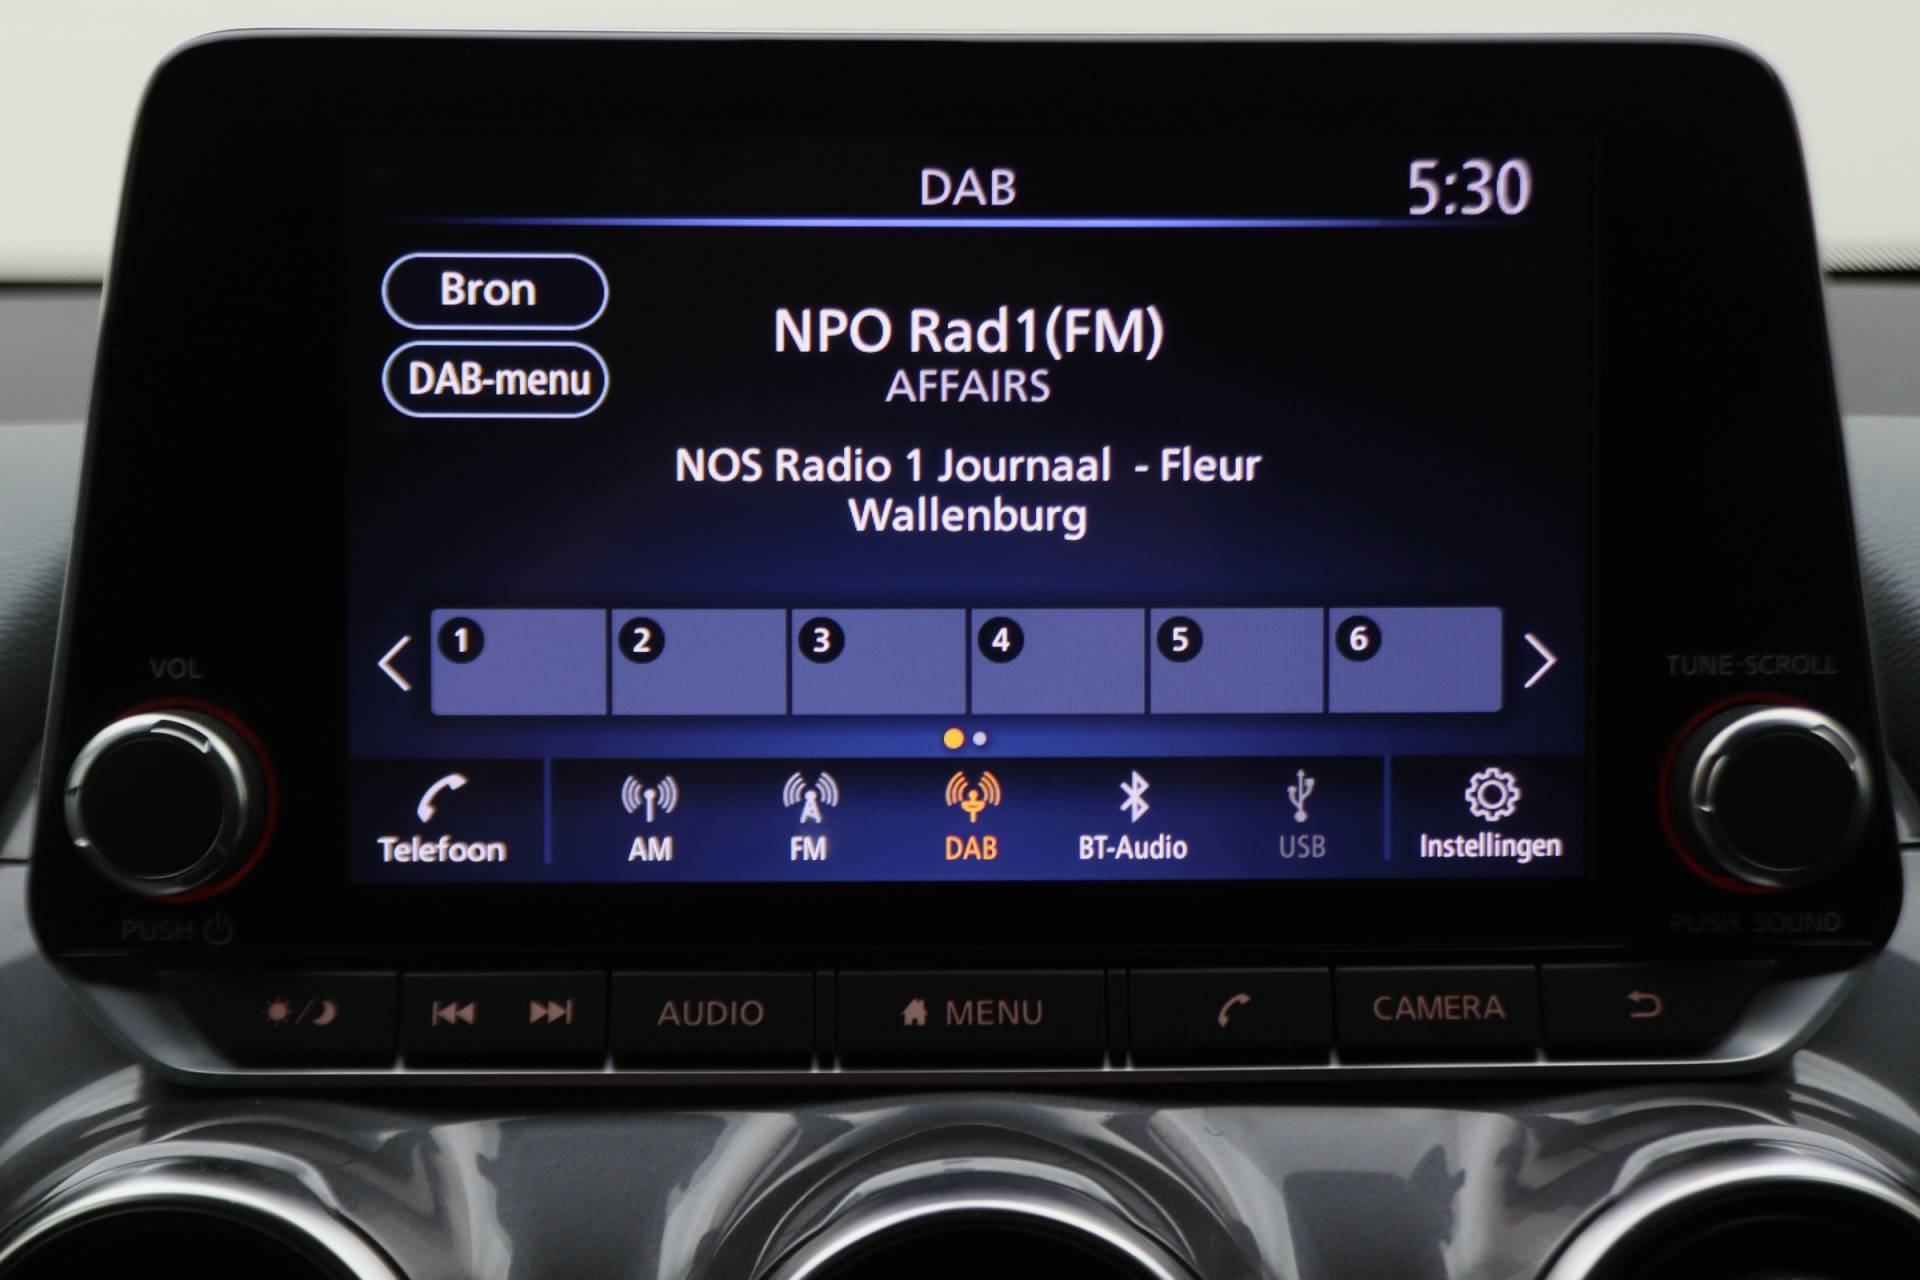 DAB
5:30
Bron
DAB-menu
NPO Rad1(FM)
AFFAIRS
NOS Radio 1 Journaal - Fleur
Wallenburg
1 2 3 4 5 6
Telefoon AM FM DAB BT-Audio USB Instellingen
VOL
PUSH
TUNE·SCROLL
PUSH SOUND
AUDIO MENU CAMERA